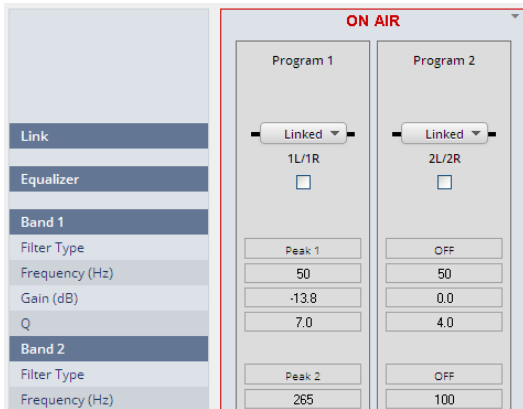 ON AIR
Program 1 Program 2
Link Linked Linked
1L/1R 2L/2R
Equalizer
Band 1
Filter Type Peak 1 OFF
Frequency (Hz) 50 50
Gain (dB) -13.8 0.0
Q 7.0 4.0
Band 2
Filter Type Peak 2 OFF
Frequency (Hz) 265 100